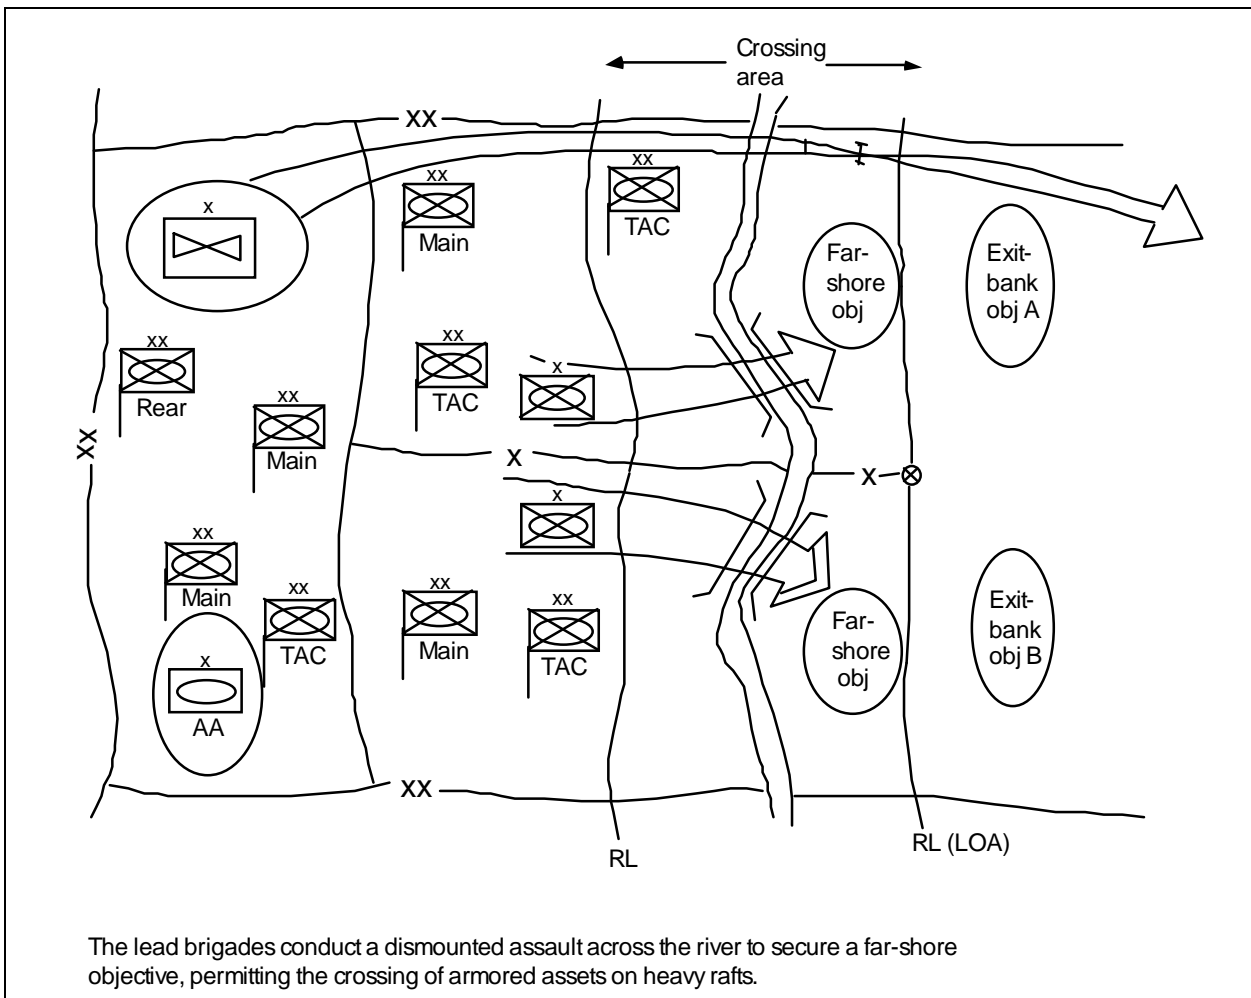 Crossing
area
XX
xx
xx
x
Main
TAC
Far-
shore
obj
Exit-
bank
obj A
xx
Rear
xx
TAC
x
xx
Main
XX
X
X
x
xx
Main
xx
TAC
xx
Main
xx
TAC
Far-
shore
obj
Exit-
bank
obj B
x
AA
XX
RL
RL (LOA)
The lead brigades conduct a dismounted assault across the river to secure a far-shore
objective, permitting the crossing of armored assets on heavy rafts.